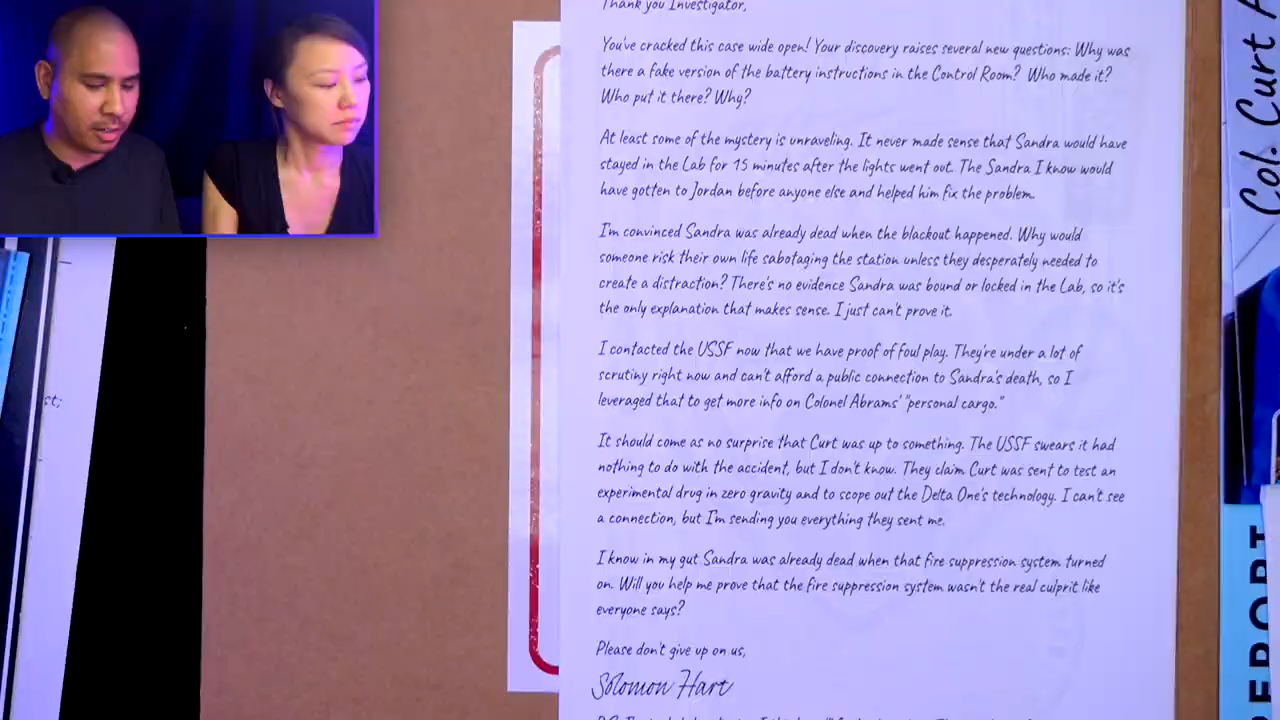 Thank you Investigator,
You've cracked this case wide open! Your discovery raises several new questions: Why was
there a fake version of the battery instructions in the Control Room? Who made it?
Who put it there? Why?
At least some of the mystery is unraveling. It never made sense that Sandra would have
stayed in the Lab for 15 minutes after the lights went out. The Sandra I know would
have gotten to Jordan before anyone else and helped him fix the problem.
I'm convinced Sandra was already dead when the blackout happened. Why would
someone risk their own life sabotaging the station unless they desperately needed to
create a distraction? There's no evidence Sandra was bound or locked in the Lab, so it's
the only explanation that makes sense. I just can't prove it.
I contacted the USSF now that we have proof of foul play. They're under a lot of
scrutiny right now and can't afford a public connection to Sandra's death, so I
leveraged that to get more info on Colonel Abrams' "personal cargo."
It should come as no surprise that Curt was up to something. The USSF swears it had
nothing to do with the accident, but I don't know. They claim Curt was sent to test an
experimental drug in zero gravity and to scope out the Delta One's technology. I can't see
a connection, but I'm sending you everything they sent me.
I know in my gut Sandra was already dead when that fire suppression system turned
on. Will you help me prove that the fire suppression system wasn't the real culprit like
everyone says?
Please don't give up on us,
Solomon Hart
Col. Curt A
EPORT
st;